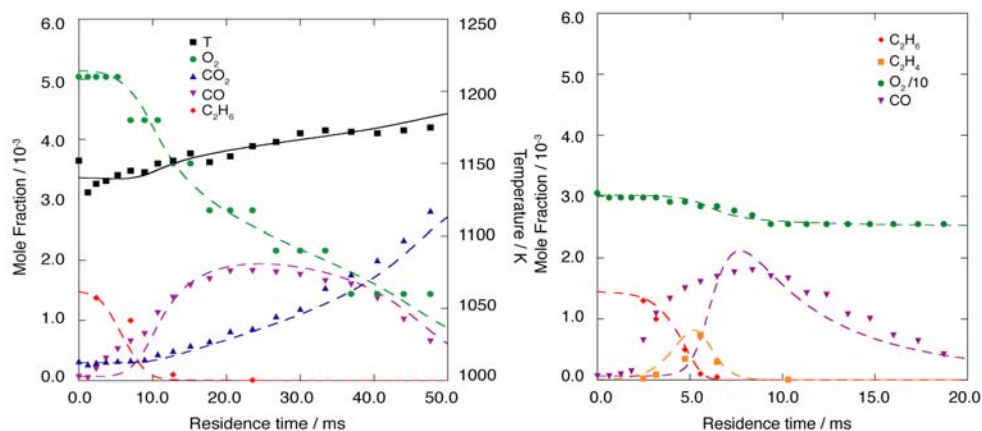 6.0
5.0
4.0
3.0
2.0
1.0
0.0
Mole Fraction / 10⁻³
T
O₂
CO₂
CO
C₂H₆
1250
1200
1150
1100
1050
1000
Temperature / K
0.0 10.0 20.0 30.0 40.0 50.0
Residence time / ms
6.0
5.0
4.0
3.0
2.0
1.0
0.0
Mole Fraction / 10⁻³
C₂H₆
C₂H₄
O₂/10
CO
0.0 5.0 10.0 15.0 20.0
Residence time / ms